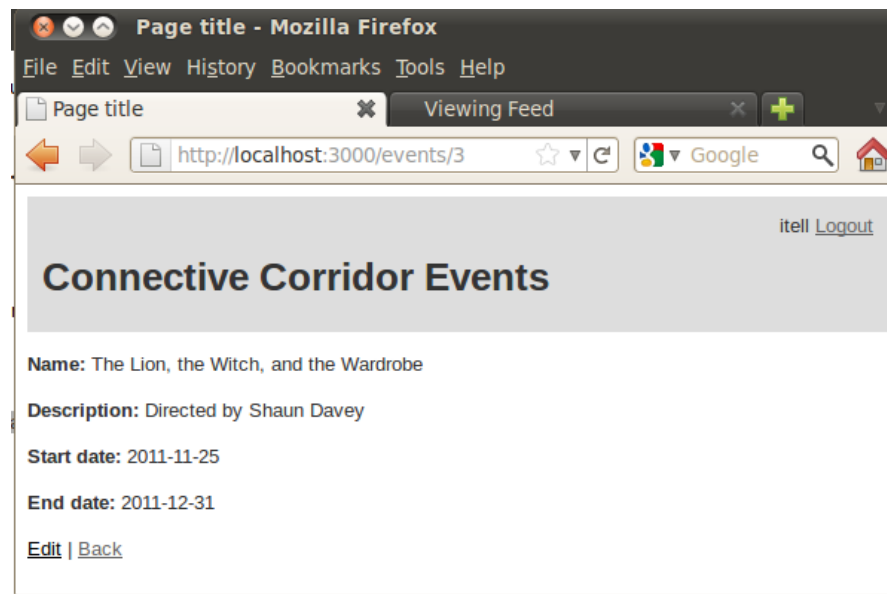 Page title - Mozilla Firefox
File Edit View History Bookmarks Tools Help
Page title Viewing Feed
http://localhost:3000/events/3 Google
itell Logout
Connective Corridor Events
Name: The Lion, the Witch, and the Wardrobe
Description: Directed by Shaun Davey
Start date: 2011-11-25
End date: 2011-12-31
Edit | Back